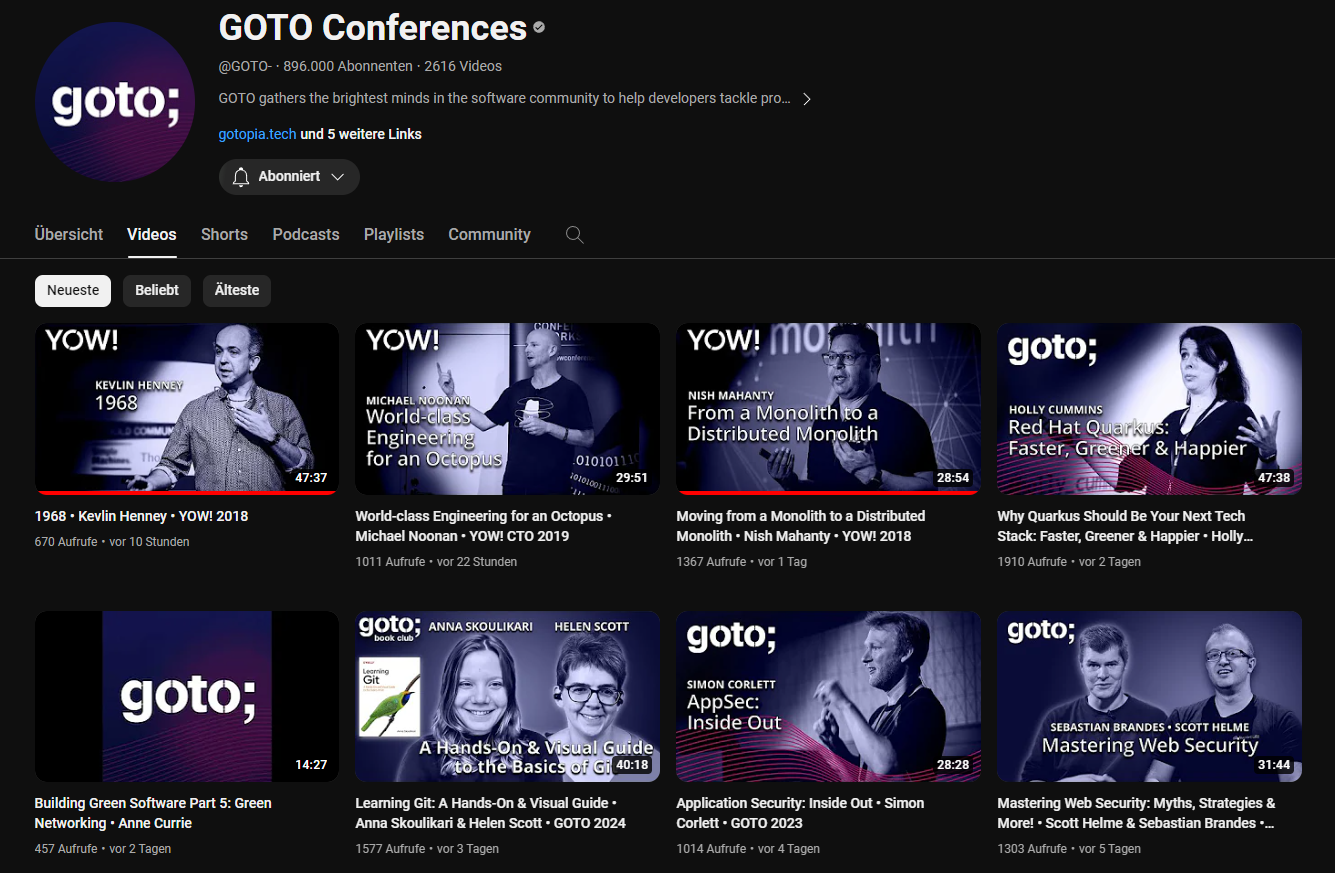 goto;
GOTO Conferences
@GOTO- · 896.000 Abonnenten · 2616 Videos
GOTO gathers the brightest minds in the software community to help developers tackle pro...
gotopia.tech und 5 weitere Links
Abonniert
Übersicht Videos Shorts Podcasts Playlists Community
Neueste Beliebt Älteste
YOW!
KEVLIN HENNEY
1968
47:37
1968 • Kevlin Henney • YOW! 2018
670 Aufrufe • vor 10 Stunden
YOW!
MICHAEL NOONAN
World-class
Engineering
for an Octopus
29:51
World-class Engineering for an Octopus •
Michael Noonan • YOW! CTO 2019
1011 Aufrufe • vor 22 Stunden
YOW!
NISH MAHANTY
From a Monolith to a
Distributed Monolith
28:54
Moving from a Monolith to a Distributed
Monolith • Nish Mahanty • YOW! 2018
1367 Aufrufe • vor 1 Tag
goto;
HOLLY CUMMINS
Red Hat Quarkus:
Faster, Greener & Happier
47:38
Why Quarkus Should Be Your Next Tech
Stack: Faster, Greener & Happier • Holly...
1910 Aufrufe • vor 2 Tagen
goto;
14:27
Building Green Software Part 5: Green
Networking • Anne Currie
457 Aufrufe • vor 2 Tagen
goto;
book club
ANNA SKOULIKARI HELEN SCOTT
Learning
Git
A Hands-On & Visual Guide
to the Basics of Git
40:18
Learning Git: A Hands-On & Visual Guide •
Anna Skoulikari & Helen Scott • GOTO 2024
1577 Aufrufe • vor 3 Tagen
goto;
SIMON CORLETT
AppSec:
Inside Out
28:28
Application Security: Inside Out • Simon
Corlett • GOTO 2023
1014 Aufrufe • vor 4 Tagen
goto;
SEBASTIAN BRANDES • SCOTT HELME
Mastering Web Security
31:44
Mastering Web Security: Myths, Strategies &
More! • Scott Helme & Sebastian Brandes •...
1303 Aufrufe • vor 5 Tagen